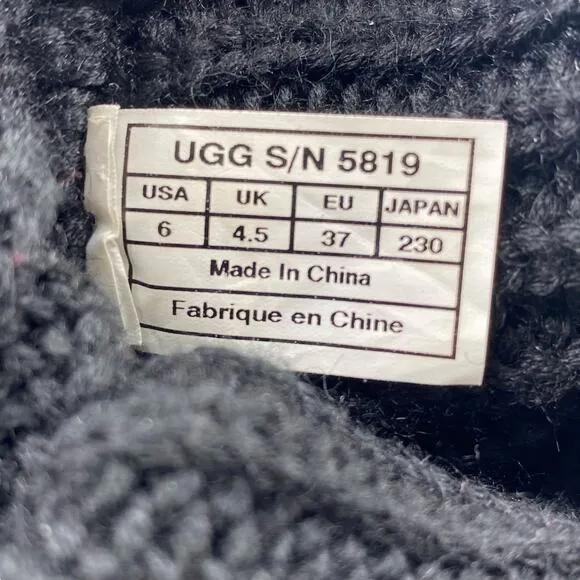 UGG S/N 5819
USA UK EU JAPAN
6 4.5 37 230
Made In China
Fabrique en Chine